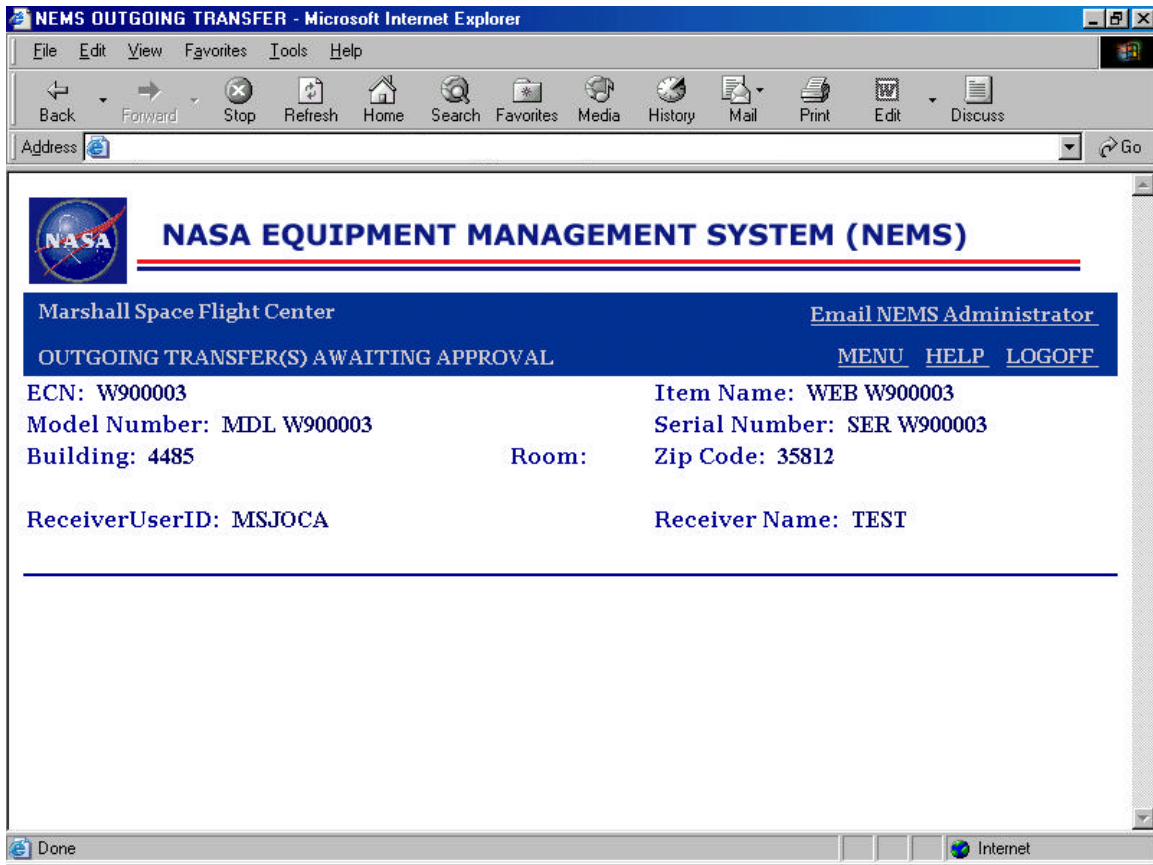 NEMS OUTGOING TRANSFER - Microsoft Internet Explorer
File Edit View Favorites Tools Help
Back Forward Stop Refresh Home Search Favorites Media History Mail Print Edit Discuss
Address Go
NASA
NASA EQUIPMENT MANAGEMENT SYSTEM (NEMS)
Marshall Space Flight Center Email NEMS Administrator
OUTGOING TRANSFER(S) AWAITING APPROVAL MENU HELP LOGOFF
ECN: W900003 Item Name: WEB W900003
Model Number: MDL W900003 Serial Number: SER W900003
Building: 4485 Room: Zip Code: 35812
ReceiverUserID: MSJOCA Receiver Name: TEST
Done Internet